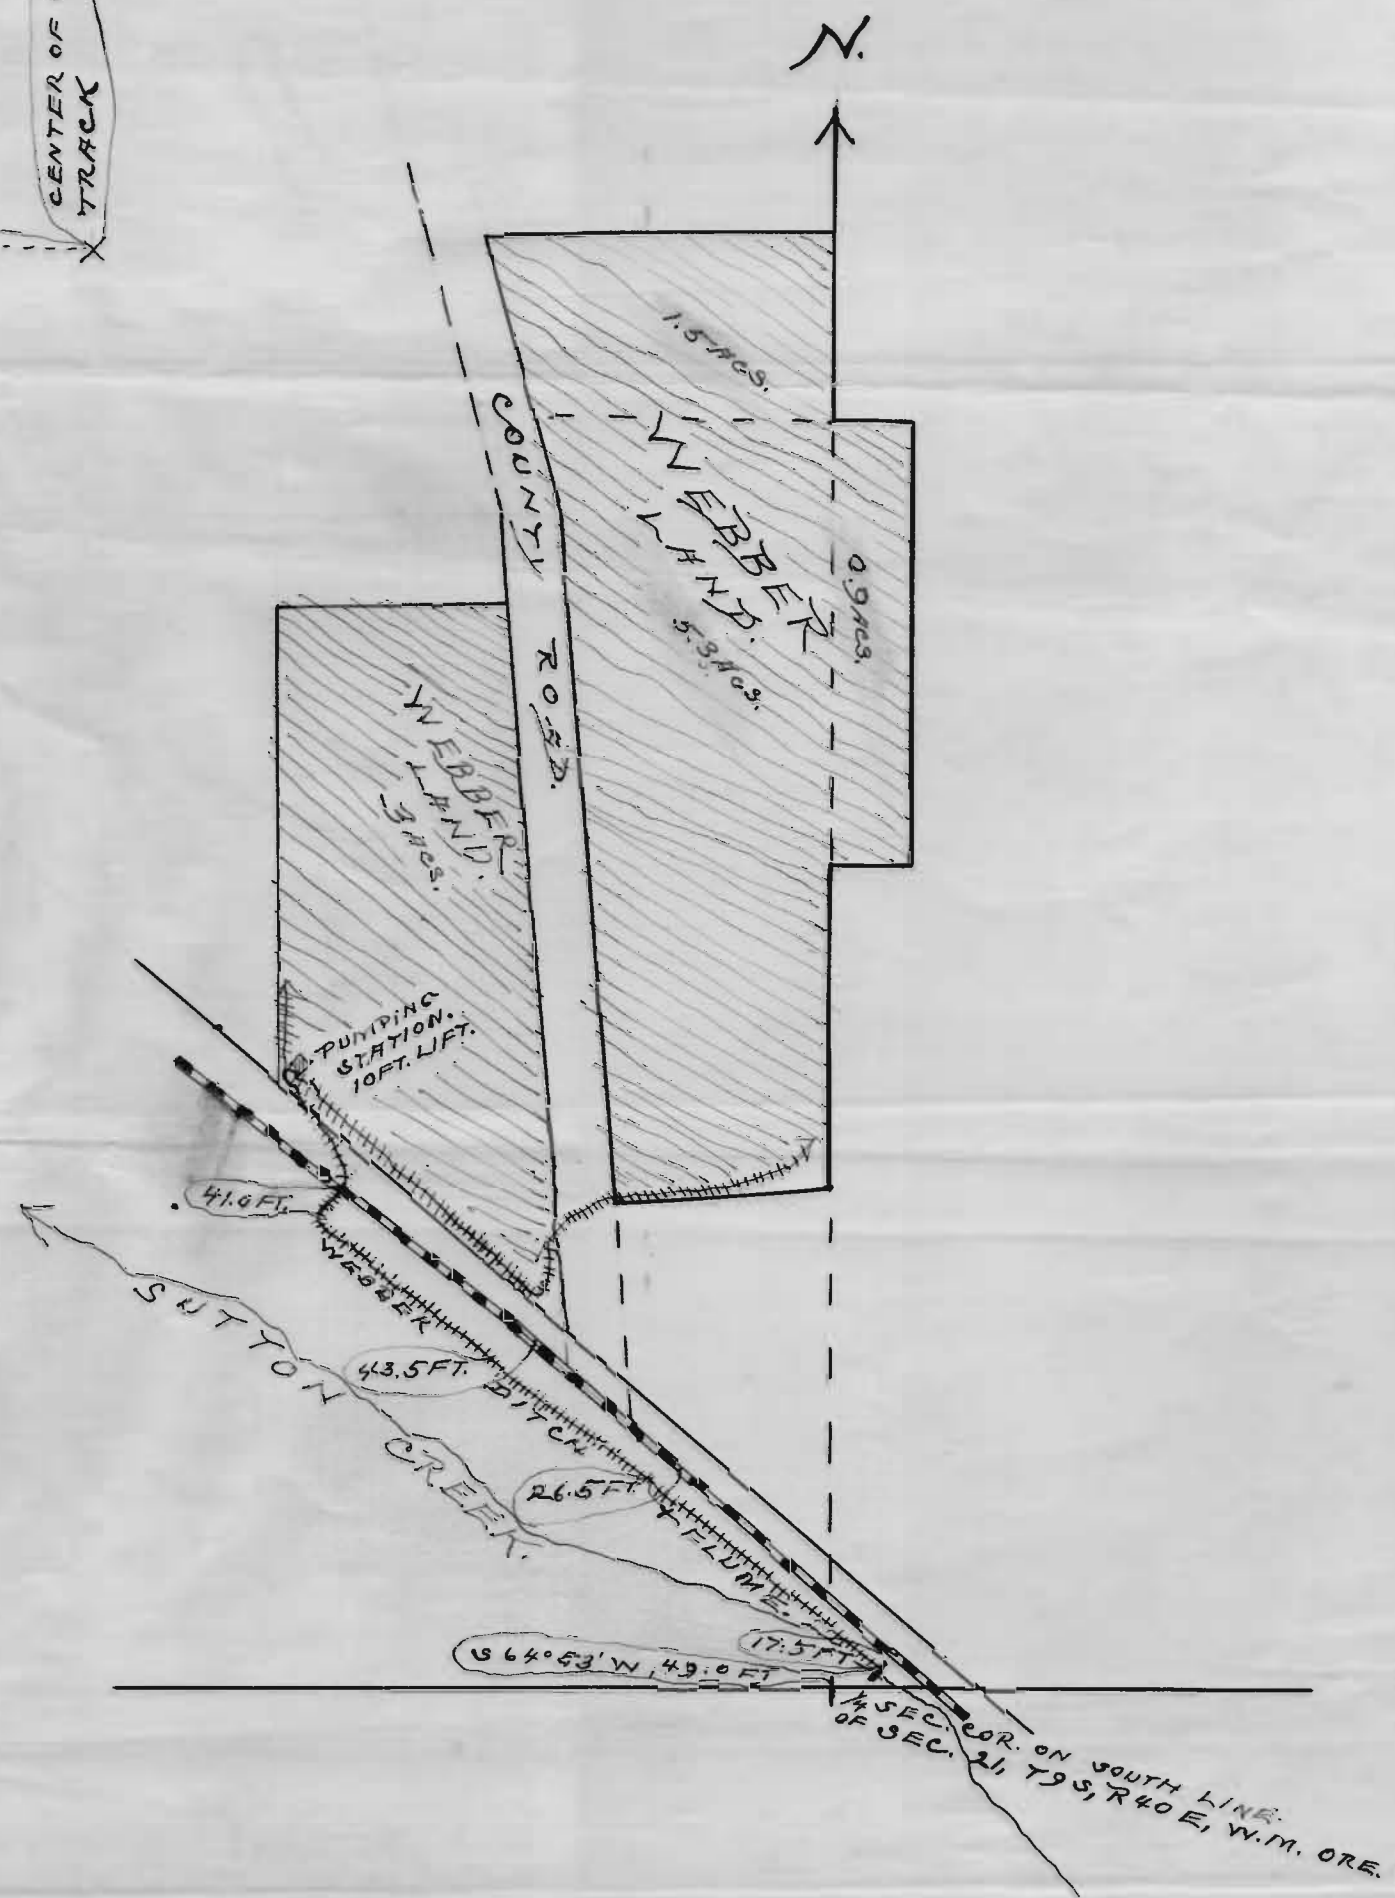 CENTER OF
TRACK
N.
1.5 ACS.
COUNTY ROAD.
WEBBER
LAND.
5.3 ACS.
0.9 ACS.
WEBBER
LAND.
3 ACS.
PUMPING
STATION.
10FT. LIFT.
41.0 FT.
WEBBER DITCH & FLUME.
SUTTON CREEK.
43.5 FT.
26.5 FT.
17.5 FT
S 64° 53' W, 49.0 FT
1/4 SEC. COR. ON SOUTH LINE
OF SEC. 21, T9S, R40E, W.M. ORE.